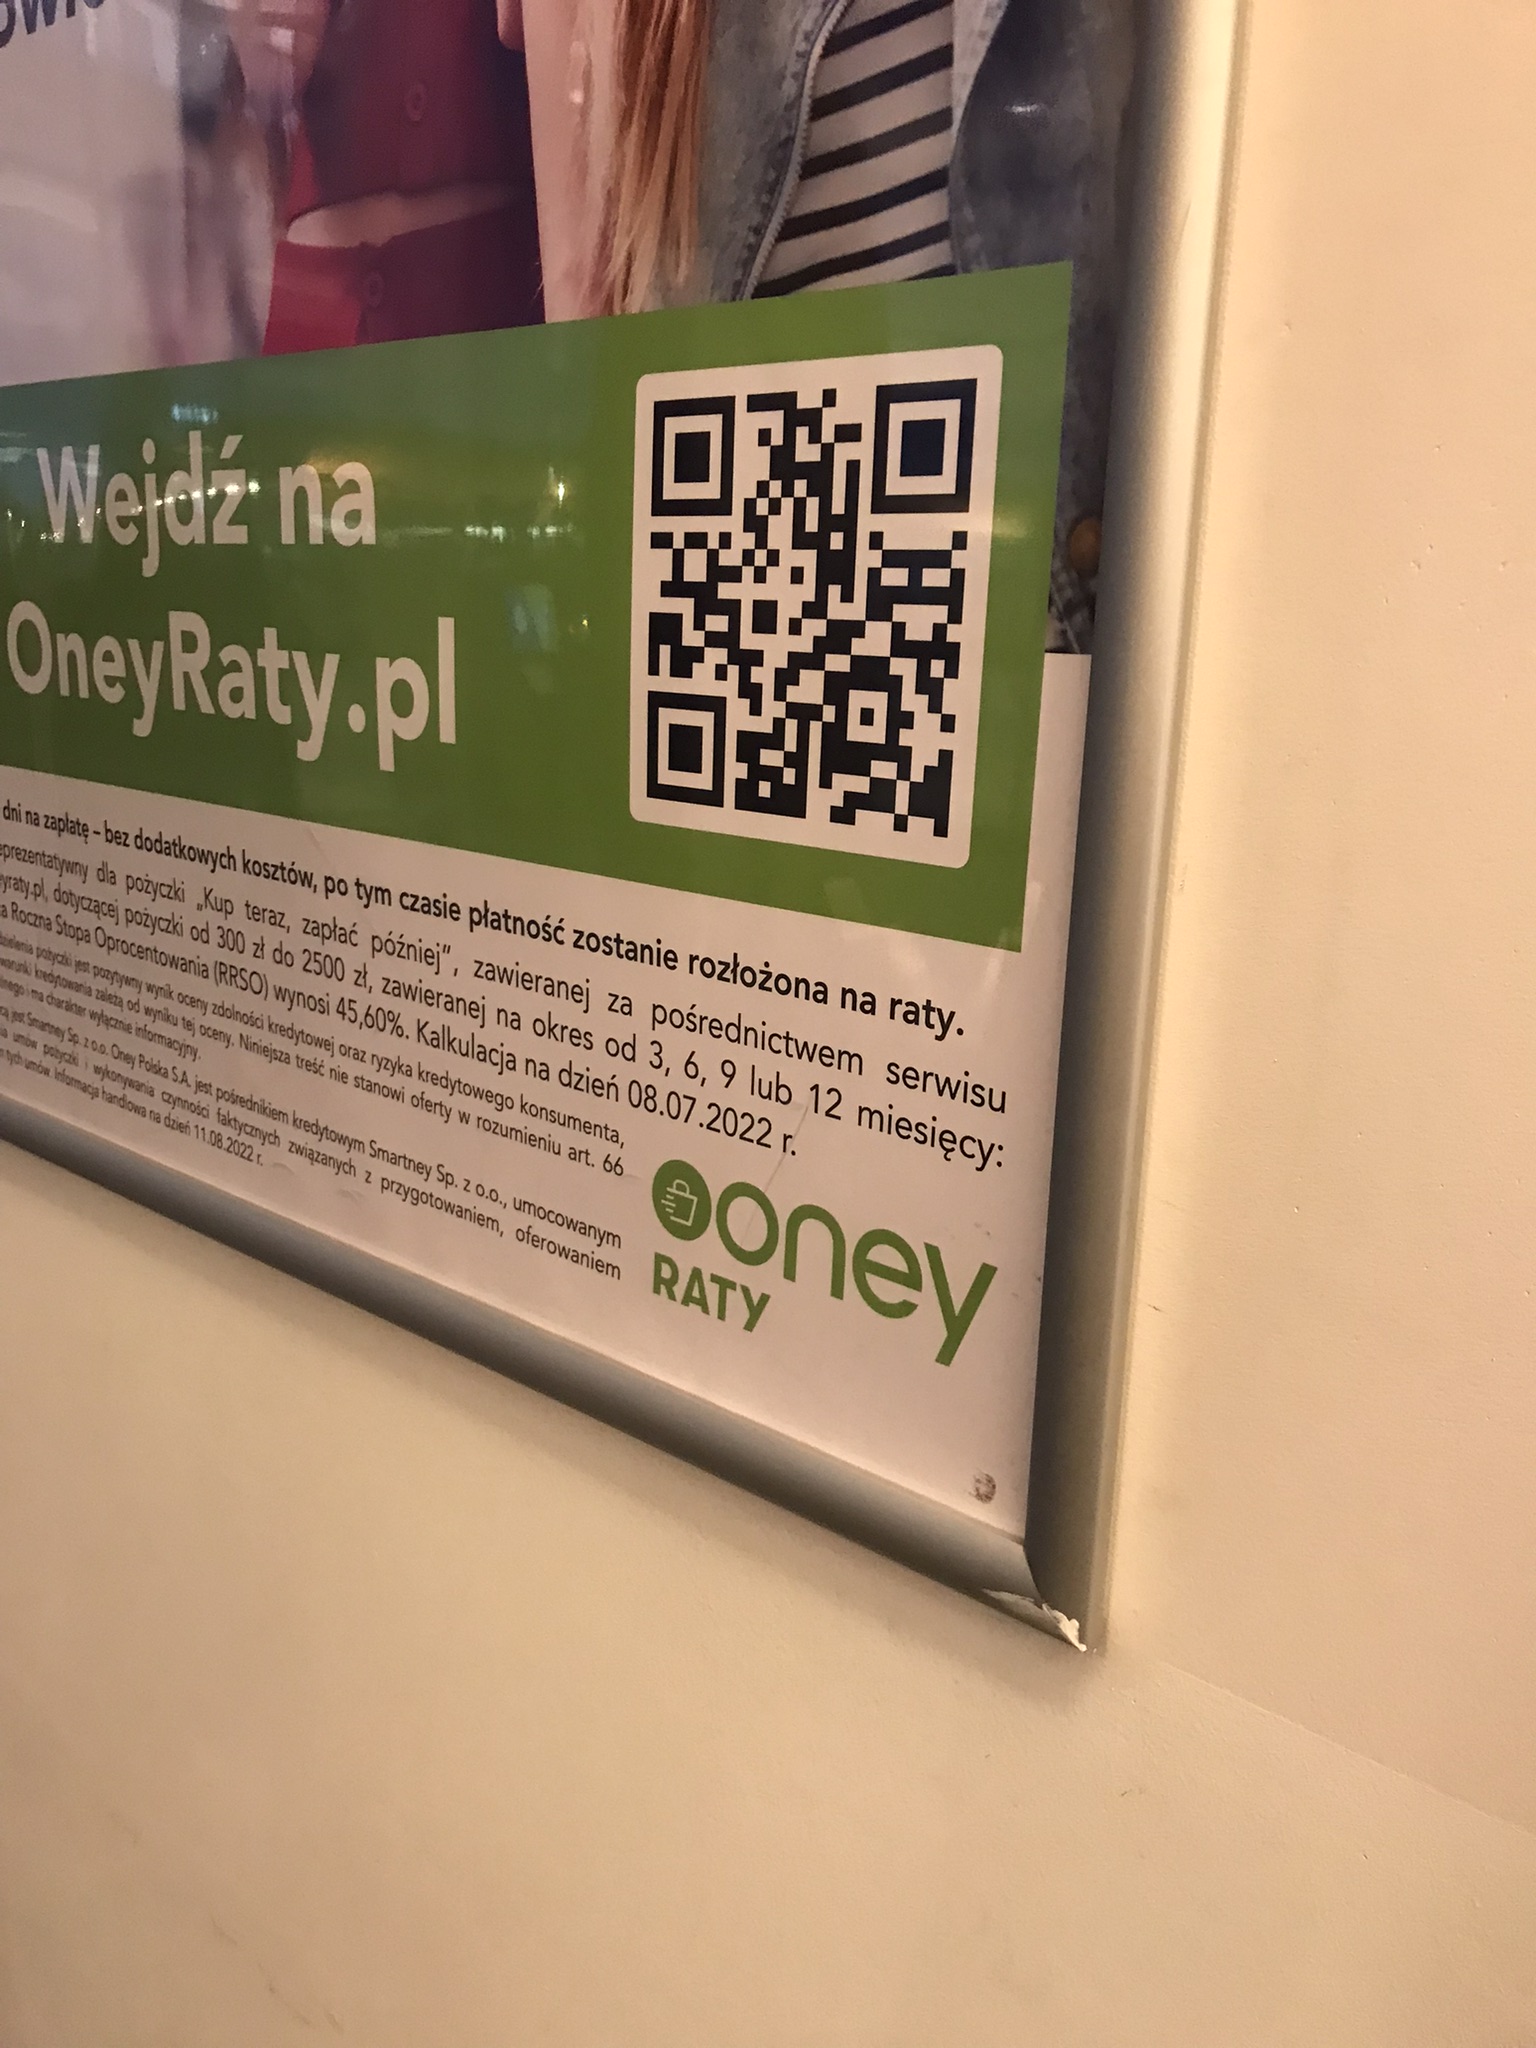 Wejdź na
OneyRaty.pl
dni na zapłatę – bez dodatkowych kosztów, po tym czasie płatność zostanie rozłożona na raty.
dla pożyczki „Kup teraz, zapłać później”, zawieranej za pośrednictwem serwisu
dotyczącej pożyczki od 300 zł do 2500 zł, zawieranej na okres od 3, 6, 9 lub 12 miesięcy:
Roczna Stopa Oprocentowania (RRSO) wynosi 45,60%. Kalkulacja na dzień 08.07.2022 r.
pożyczki jest pozytywny wynik oceny zdolności kredytowej oraz ryzyka kredytowego konsumenta,
warunki kredytowania zależą od wyniku tej oceny. Niniejsza treść nie stanowi oferty w rozumieniu art. 66
i ma charakter wyłącznie informacyjny.
jest Smartney Sp. z o.o. Oney Polska S.A. jest pośrednikiem kredytowym Smartney Sp. z o.o., umocowanym
umów pożyczki i wykonywania czynności faktycznych związanych z przygotowaniem, oferowaniem
tych umów. Informacja handlowa na dzień 11.08.2022 r.
oney
RATY